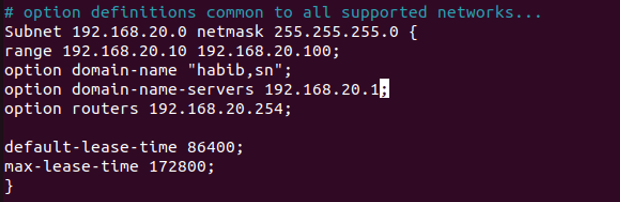 # option definitions common to all supported networks...
Subnet 192.168.20.0 netmask 255.255.255.0 {
range 192.168.20.10 192.168.20.100;
option domain-name "habib,sn";
option domain-name-servers 192.168.20.1;
option routers 192.168.20.254;
default-lease-time 86400;
max-lease-time 172800;
}